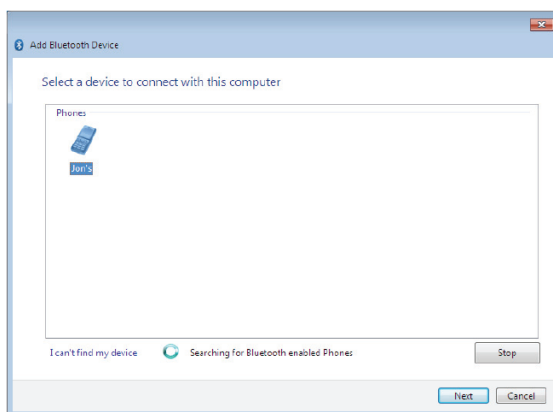 Add Bluetooth Device
Select a device to connect with this computer
Phones
Jon's
I can't find my device
Searching for Bluetooth enabled Phones
Stop
Next
Cancel